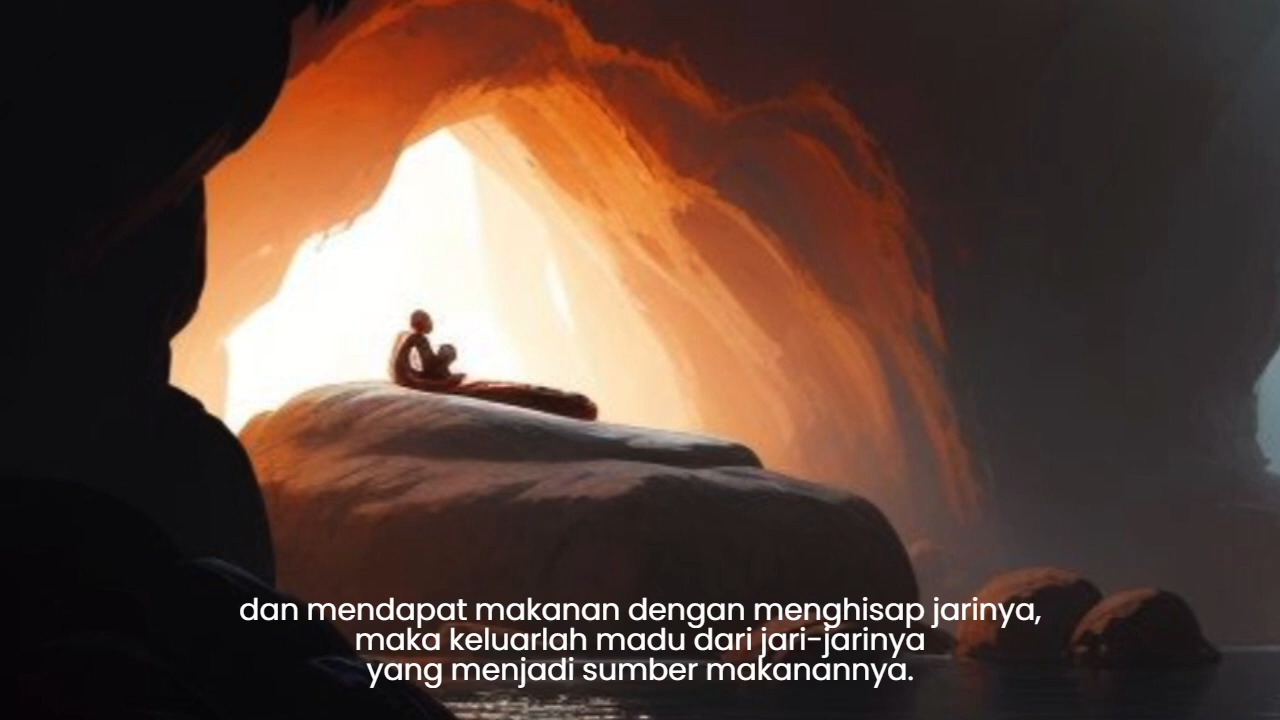 dan mendapat makanan dengan menghisap jarinya,
maka keluarlah madu dari jari-jarinya
yang menjadi sumber makanannya.